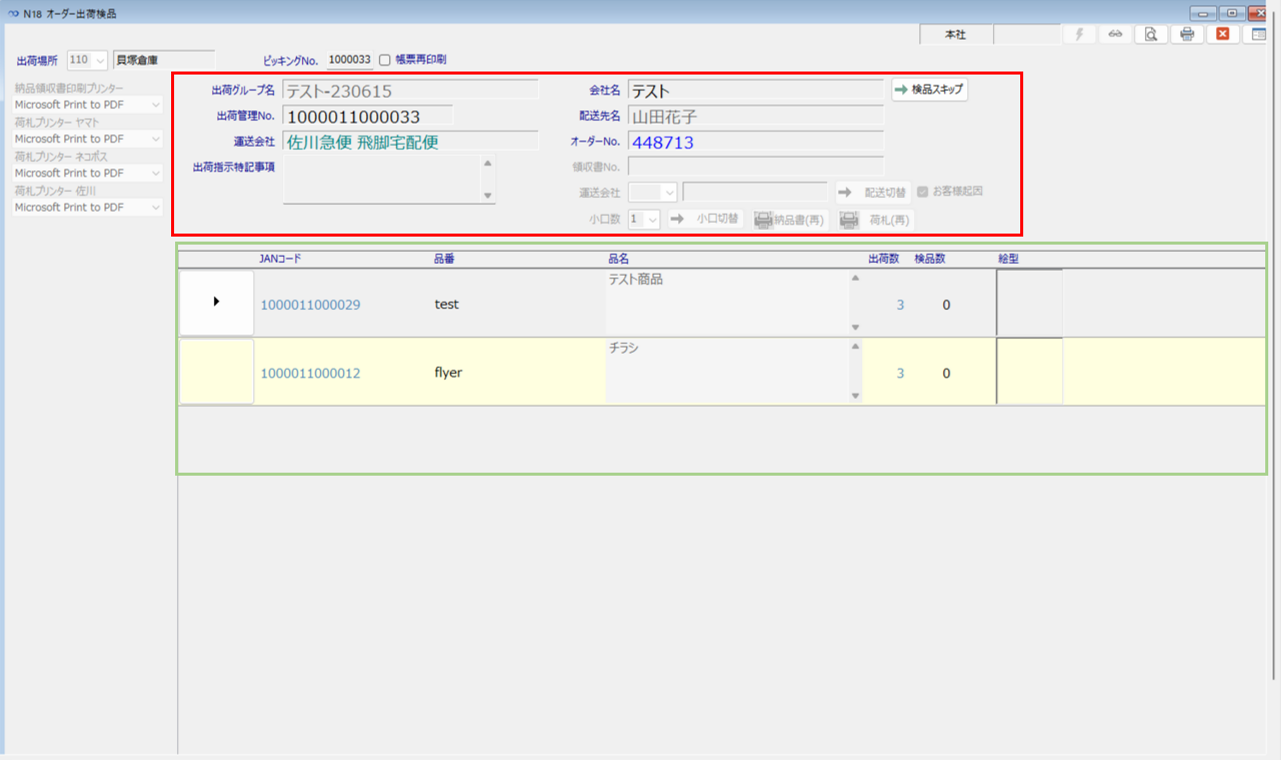 N18 オーダー出荷検品
本社
出荷場所 110 貝塚倉庫 ピッキングNo. 1000033 帳票再印刷
納品領収書印刷プリンター
Microsoft Print to PDF
荷札プリンター ヤマト
Microsoft Print to PDF
荷札プリンター ネコポス
Microsoft Print to PDF
荷札プリンター 佐川
Microsoft Print to PDF
出荷グループ名 テスト-230615 会社名 テスト 検品スキップ
出荷管理No. 1000011000033 配送先名 山田花子
運送会社 佐川急便 飛脚宅配便 オーダーNo. 448713
出荷指示特記事項 領収書No.
運送会社 配送切替 お客様起因
小口数 1 小口切替 納品書(再) 荷札(再)
JANコード 品番 品名 出荷数 検品数 絵型
1000011000029 test テスト商品 3 0
1000011000012 flyer チラシ 3 0